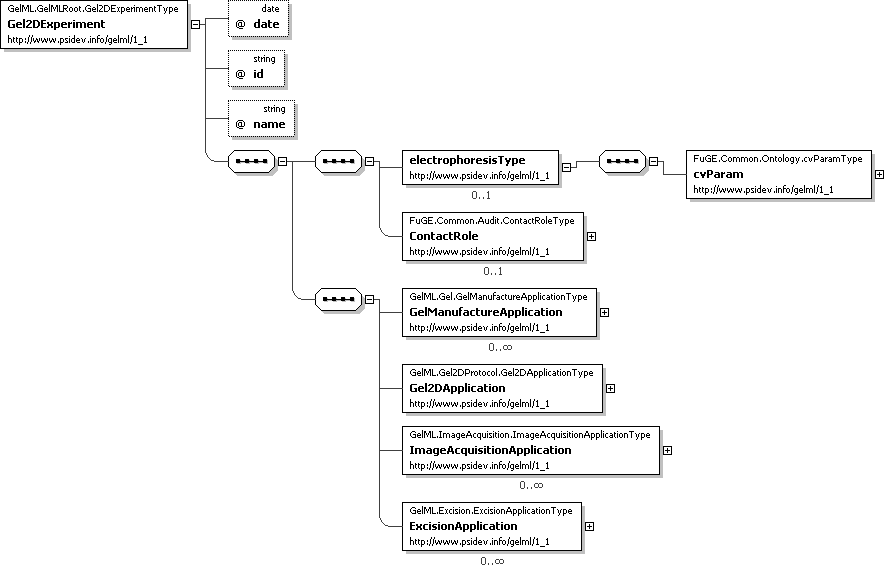 GelML.GelMLRoot.Gel2DExperimentType
Gel2DExperiment
http://www.psidev.info/gelml/1_1
date
@ date
string
@ id
string
@ name
electrophoresisType
http://www.psidev.info/gelml/1_1
0..1
FuGE.Common.Ontology.cvParamType
cvParam
http://www.psidev.info/gelml/1_1
FuGE.Common.Audit.ContactRoleType
ContactRole
http://www.psidev.info/gelml/1_1
0..1
GelML.Gel.GelManufactureApplicationType
GelManufactureApplication
http://www.psidev.info/gelml/1_1
0..∞
GelML.Gel2DProtocol.Gel2DApplicationType
Gel2DApplication
http://www.psidev.info/gelml/1_1
GelML.ImageAcquisition.ImageAcquisitionApplicationType
ImageAcquisitionApplication
http://www.psidev.info/gelml/1_1
0..∞
GelML.Excision.ExcisionApplicationType
ExcisionApplication
http://www.psidev.info/gelml/1_1
0..∞